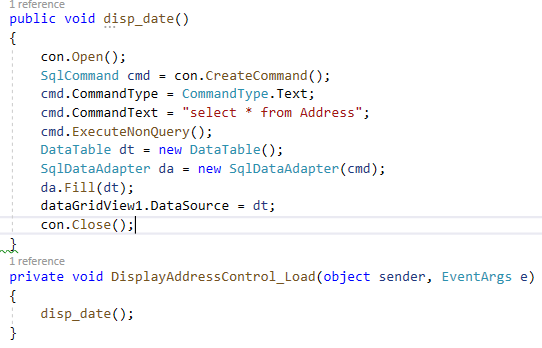 1 reference
public void disp_date()
{
con.Open();
SqlCommand cmd = con.CreateCommand();
cmd.CommandType = CommandType.Text;
cmd.CommandText = "select * from Address";
cmd.ExecuteNonQuery();
DataTable dt = new DataTable();
SqlDataAdapter da = new SqlDataAdapter(cmd);
da.Fill(dt);
dataGridView1.DataSource = dt;
con.Close();
}
1 reference
private void DisplayAddressControl_Load(object sender, EventArgs e)
{
disp_date();
}